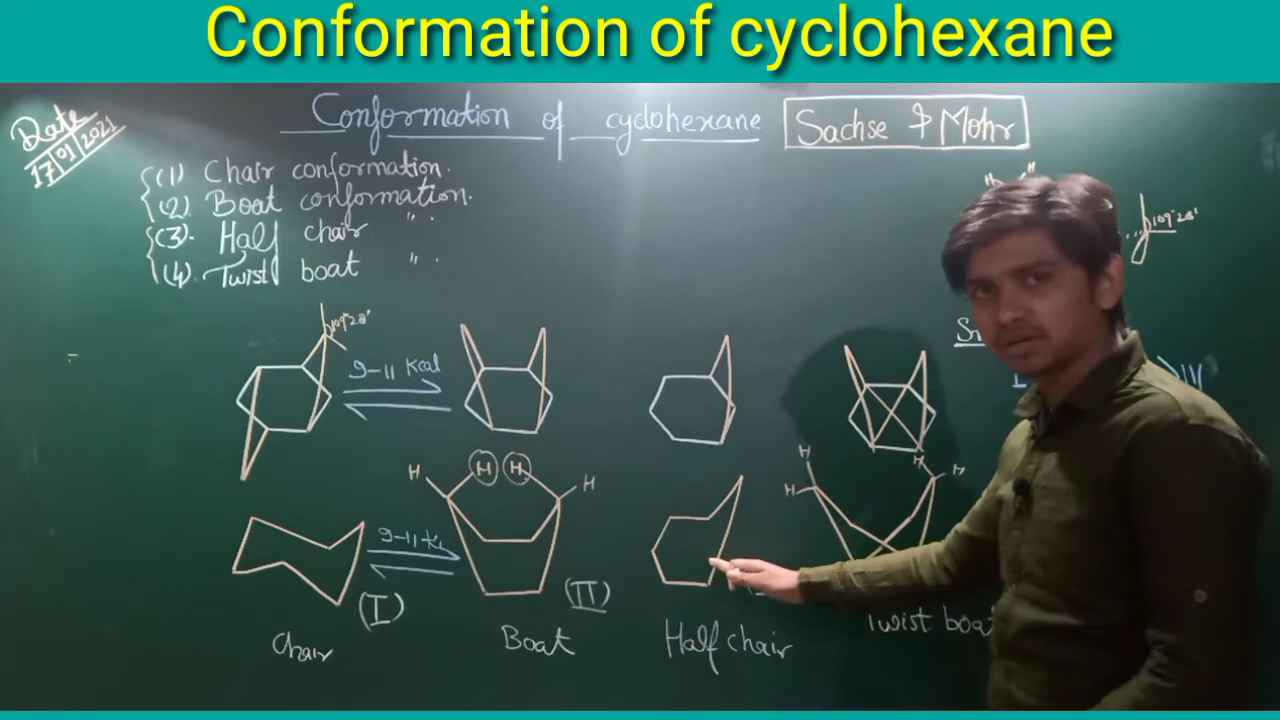 Conformation of cyclohexane
Date
17/01/2021
Conformation of cyclohexane
Sachse & Mohr
(1) Chair conformation.
(2). Boat conformation.
(3). Half chair " .
(4). Twist boat " .
H H
109°28'
109°28'
9-11 Kcal
H H H H
9-11 K
H H H H
(I)
(II)
Chair
Boat
Half chair
Twist boat